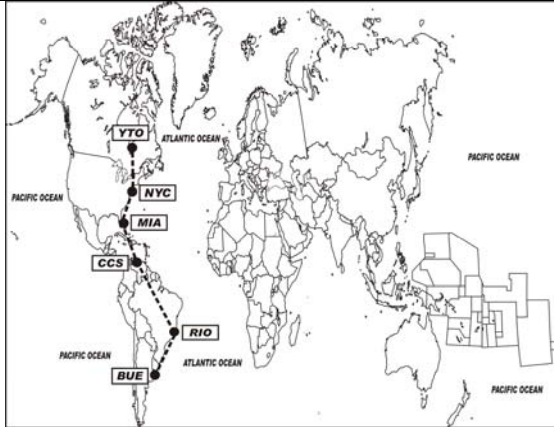 YTO
ATLANTIC OCEAN
PACIFIC OCEAN
NYC
PACIFIC OCEAN
MIA
CCS
RIO
PACIFIC OCEAN
ATLANTIC OCEAN
BUE
PACIFIC OCEAN